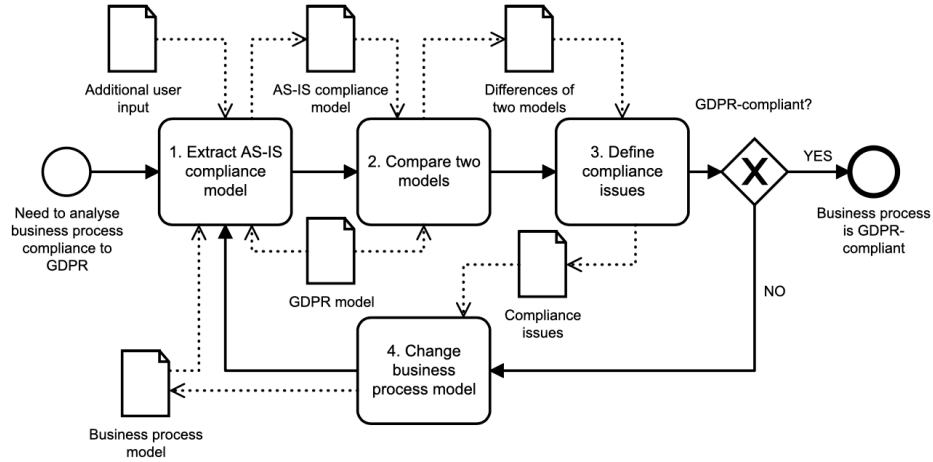 Additional user
input
AS-IS compliance
model
Differences of
two models
GDPR-compliant?
1. Extract AS-IS
compliance
model
2. Compare two
models
3. Define
compliance
issues
X
YES
Need to analyse
business process
compliance to
GDPR
Business process
is GDPR-
compliant
GDPR model
Compliance
issues
NO
4. Change
business
process model
Business process
model